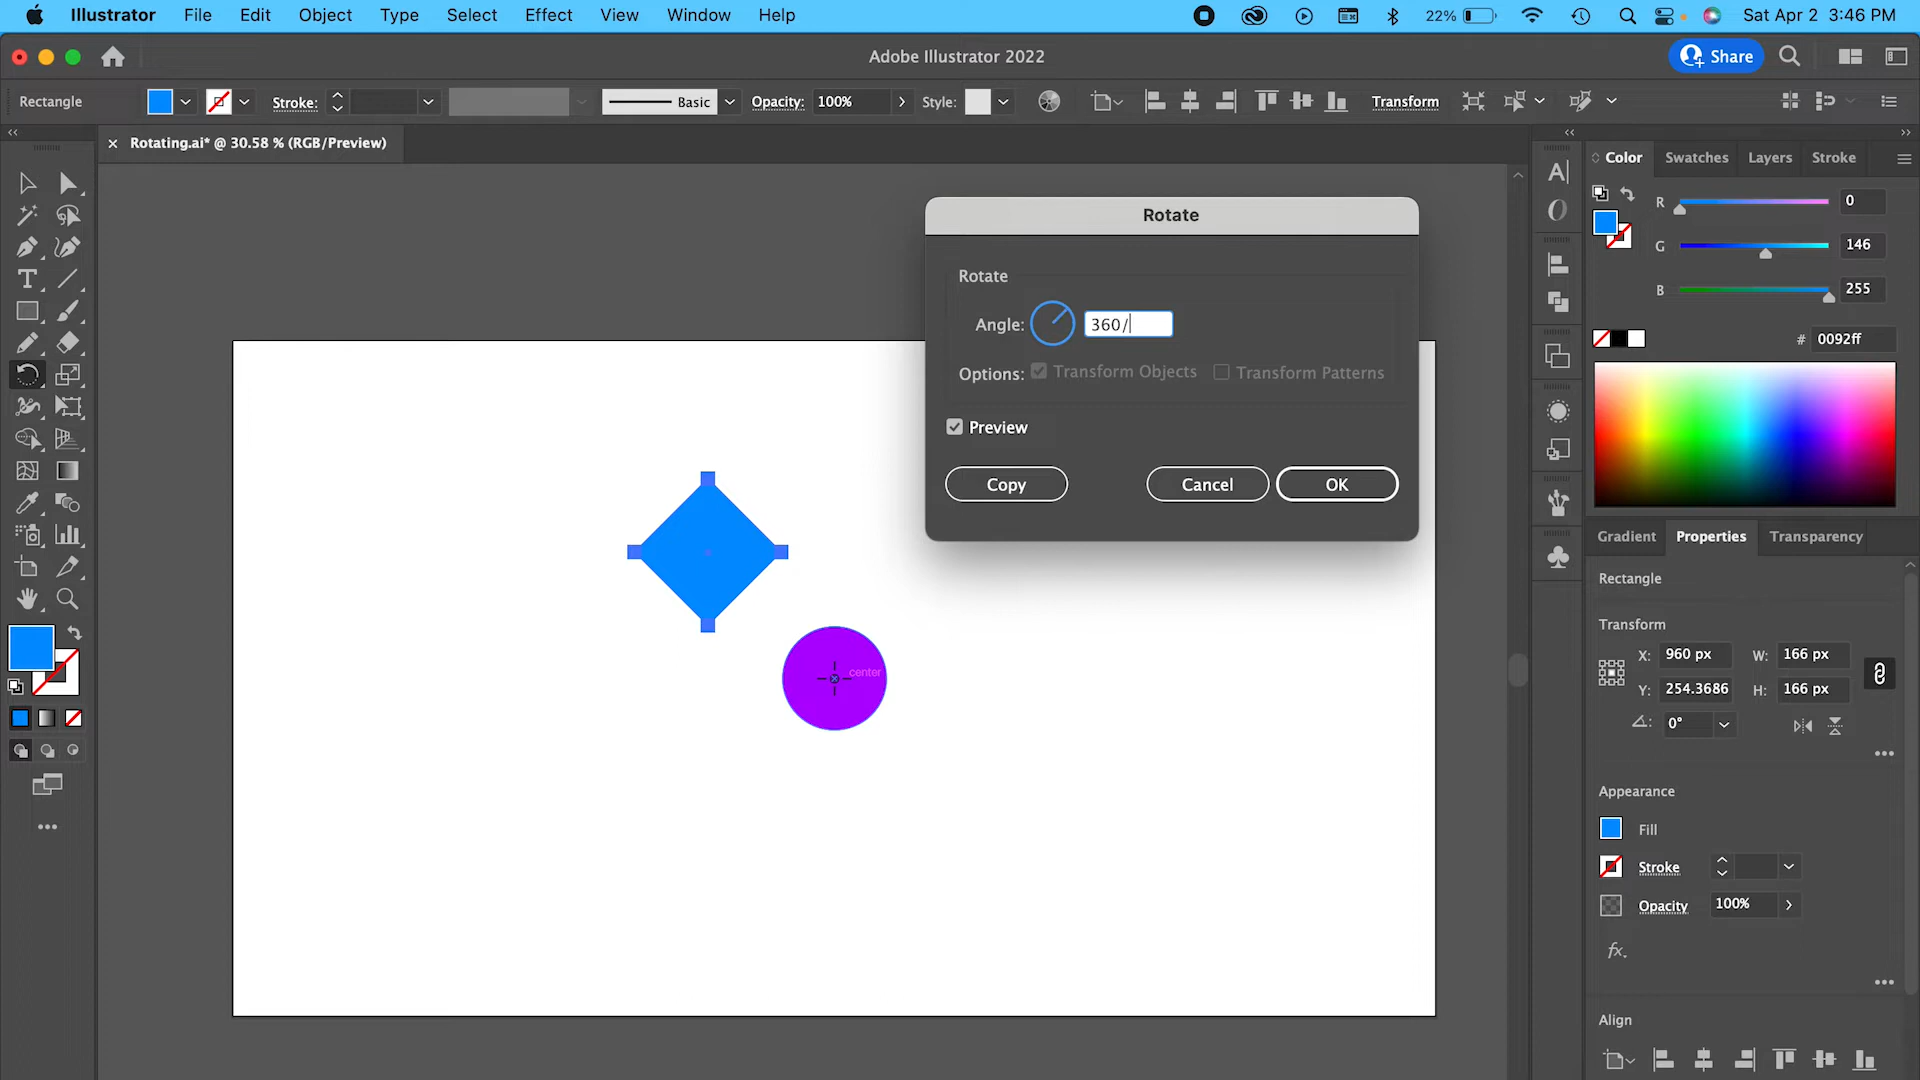 Illustrator File Edit Object Type Select Effect View Window Help 22% Sat Apr 2 3:46 PM
Adobe Illustrator 2022 Share
Rectangle Stroke: Basic Opacity: 100% Style: Transform
Rotating.ai* @ 30.58 % (RGB/Preview)
Color Swatches Layers Stroke
R 0
G 146
B 255
# 0092ff
Rotate
Rotate
Angle: 360/
Options: Transform Objects Transform Patterns
Preview
Copy Cancel OK
center
Gradient Properties Transparency
Rectangle
Transform
X: 960 px W: 166 px
Y: 254.3686 H: 166 px
0°
Appearance
Fill
Stroke
Opacity 100%
fx
Align